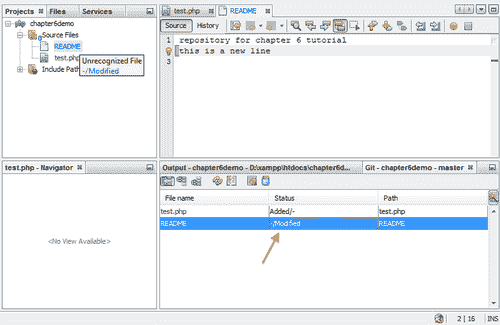 Projects Files Services
chapter6demo
Source Files
README
test.php
Include Path
Unrecognized File
-/Modified
test.php README
Source History
1 repository for chapter 6 tutorial
this is a new line
3
test.php - Navigator
<No View Available>
Output - chapter6demo - D:\xampp\htdocs\chapter6d... Git - chapter6demo - master
File name Status Path
test.php Added/- test.php
README -/Modified README
2 | 16 INS